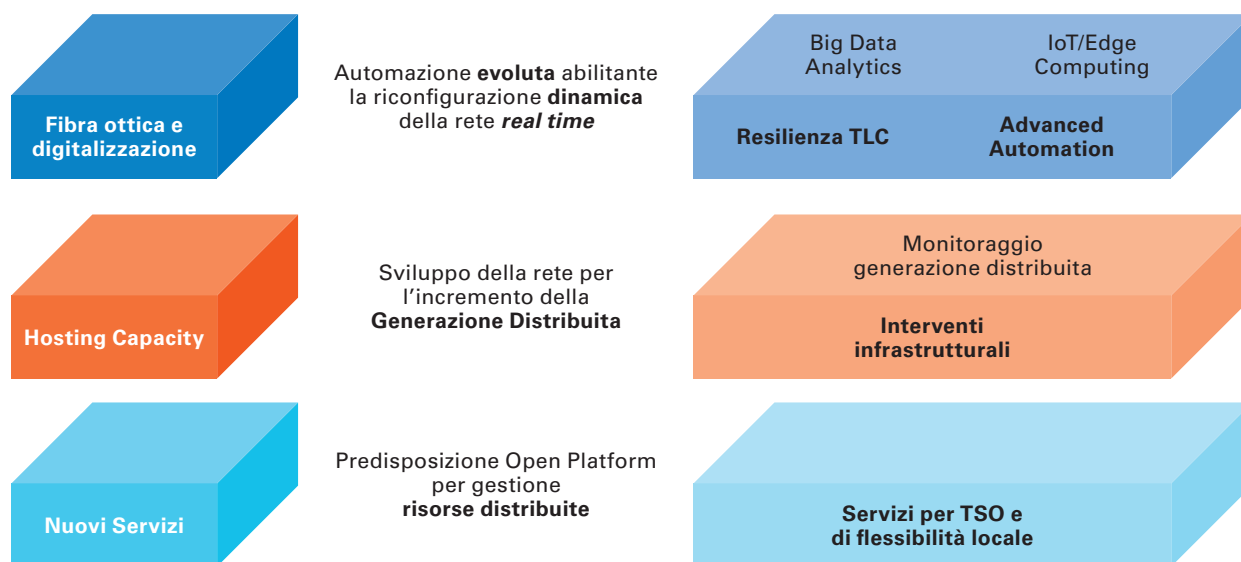 Fibra ottica e
digitalizzazione
Automazione evoluta abilitante
la riconfigurazione dinamica
della rete real time
Big Data
Analytics
IoT/Edge
Computing
Resilienza TLC
Advanced
Automation
Hosting Capacity
Sviluppo della rete per
l'incremento della
Generazione Distribuita
Monitoraggio
generazione distribuita
Interventi
infrastrutturali
Nuovi Servizi
Predisposizione Open Platform
per gestione
risorse distribuite
Servizi per TSO e
di flessibilità locale